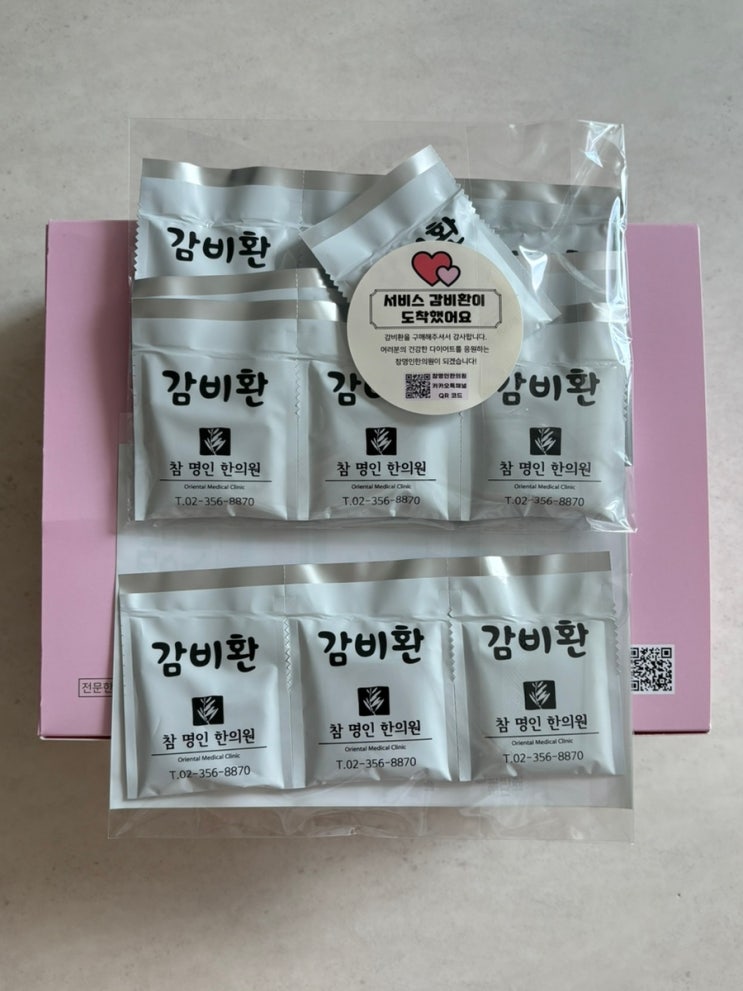 감비환
환
서비스 감비환이
도착했어요
감비환을 구매해주셔서 감사합니다.
여러분의 건강한 다이어트를 응원하는
참명인한의원이 되겠습니다!
참명인한의원
카카오톡채널
QR 코드
감비환
감비
감비환
참 명인 한의원
Oriental Medical Clinic
T.02-356-8870
참 명인 한의원
Oriental Medical Clinic
T.02-356-8870
참 명인 한의원
Oriental Medical Clinic
T.02-356-8870
감비환
감비환
감비환
참 명인 한의원
Oriental Medical Clinic
T.02-356-8870
참 명인 한의원
Oriental Medical Clinic
T.02-356-8870
참 명인 한의원
Oriental Medical Clinic
T.02-356-8870
전문한